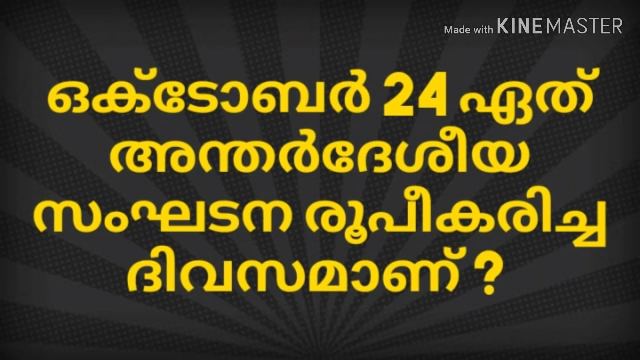 Made with KINEMASTER
ഒക്ടോബർ 24 ഏത്
അന്തർദേശീയ
സംഘടന രൂപീകരിച്ച
ദിവസമാണ് ?